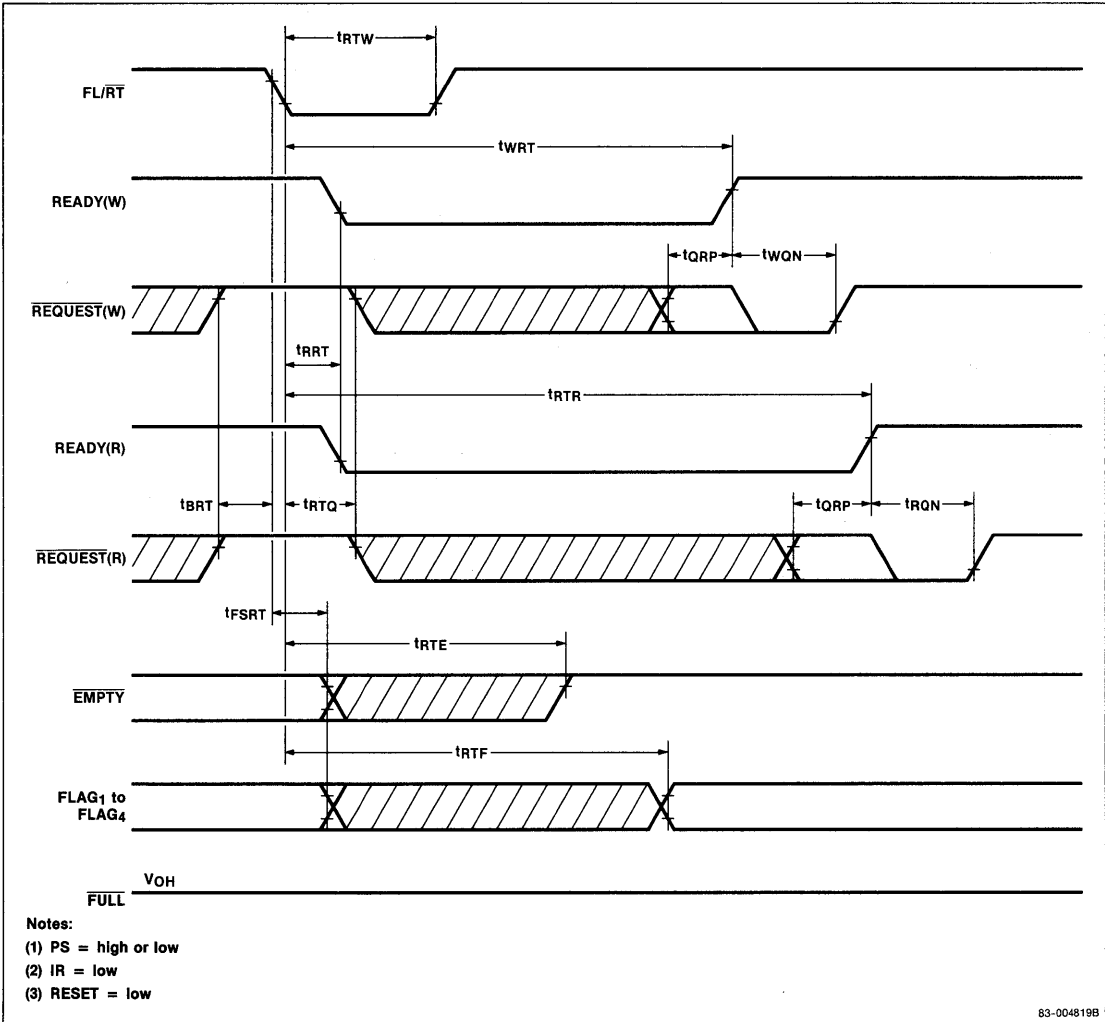 tRTW
FL/RT
tWRT
READY(W)
tQRP
tWQN
REQUEST(W)
tRRT
tRTR
READY(R)
tBRT
tRTQ
tQRP
tRQN
REQUEST(R)
tFSRT
tRTE
EMPTY
tRTF
FLAG1 to
FLAG4
VOH
FULL
Notes:
(1) PS = high or low
(2) IR = low
(3) RESET = low
83-004819B